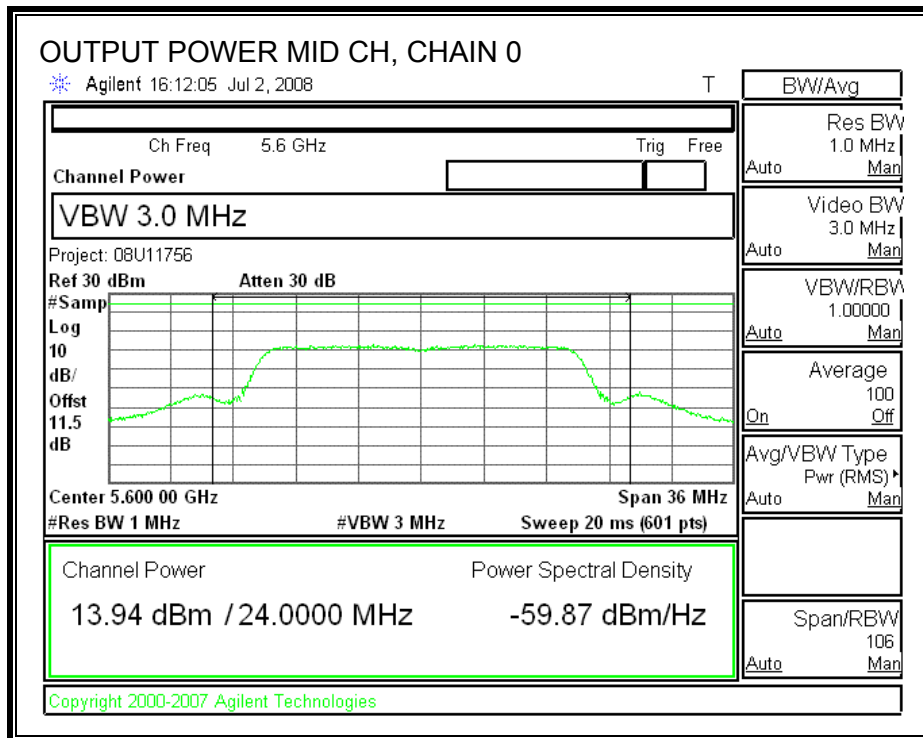 OUTPUT POWER MID CH, CHAIN 0
Agilent 16:12:05 Jul 2, 2008 T
BW/Avg
Ch Freq 5.6 GHz Trig Free
Channel Power
VBW 3.0 MHz
Project: 08U11756
Ref 30 dBm Atten 30 dB
#Samp
Log
10
dB/
Offst
11.5
dB
Center 5.600 00 GHz Span 36 MHz
#Res BW 1 MHz #VBW 3 MHz Sweep 20 ms (601 pts)
Channel Power Power Spectral Density
13.94 dBm / 24.0000 MHz -59.87 dBm/Hz
Copyright 2000-2007 Agilent Technologies
Res BW
1.0 MHz
Auto Man
Video BW
3.0 MHz
Auto Man
VBW/RBW
1.00000
Auto Man
Average
100
On Off
Avg/VBW Type
Pwr (RMS)
Auto Man
Span/RBW
106
Auto Man